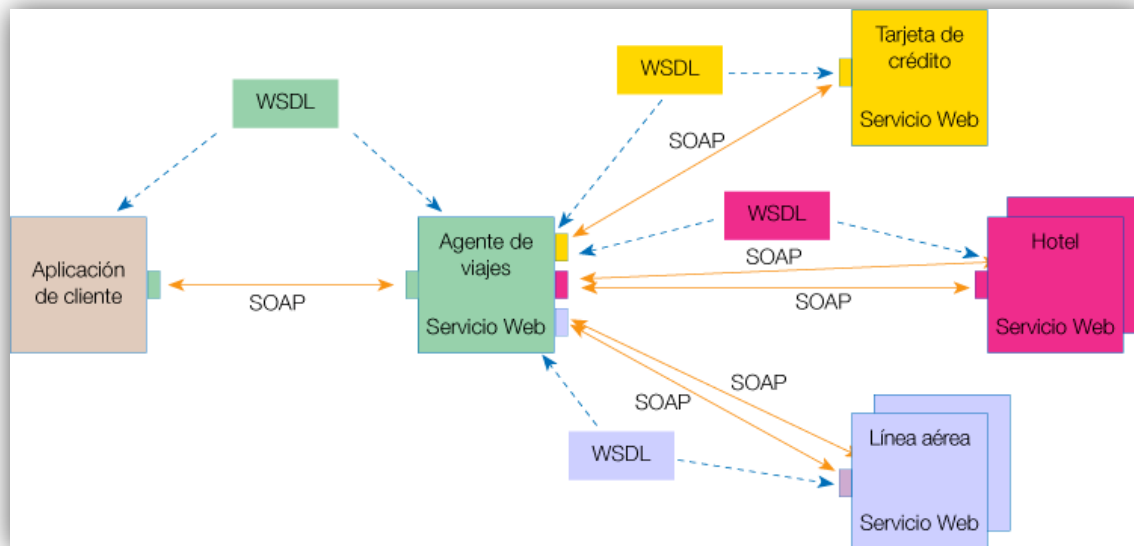 Tarjeta de
crédito
Servicio Web
WSDL
WSDL
SOAP
WSDL
Agente de
viajes
Servicio Web
Hotel
Servicio Web
SOAP
SOAP
Aplicación
de cliente
SOAP
SOAP
SOAP
WSDL
Línea aérea
Servicio Web